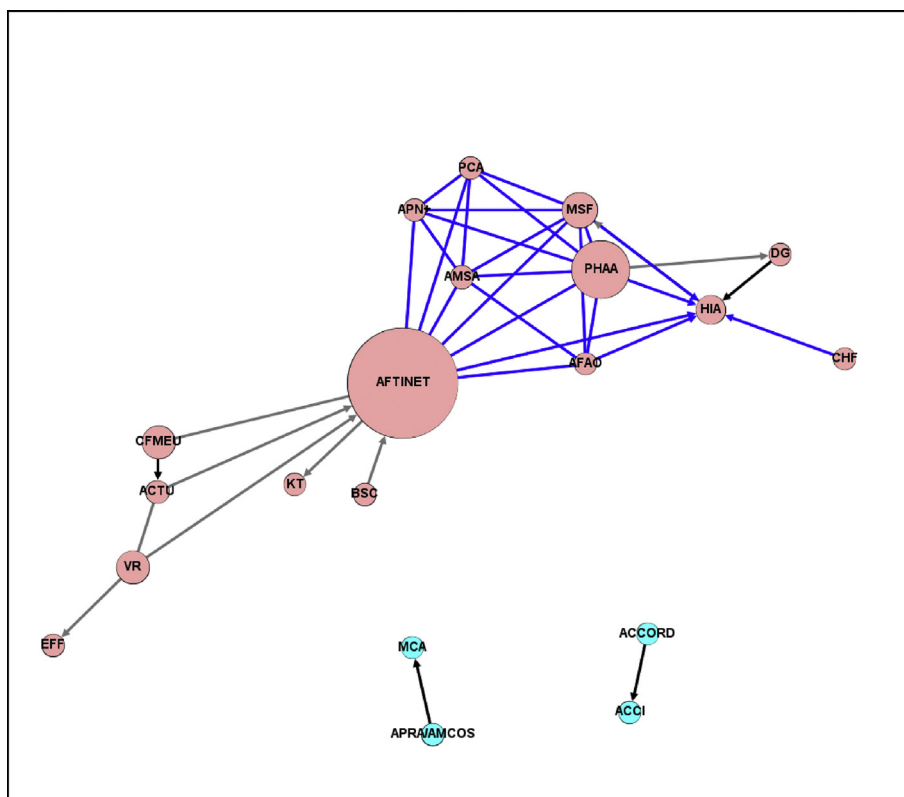 PCA
APN+
MSF
DG
PHAA
AMSA
HIA
CHF
AFAO
AFTINET
CFMEU
KT
ACTU
BSC
VR
EFF
MCA
ACCORD
ACCI
APRA/AMCOS